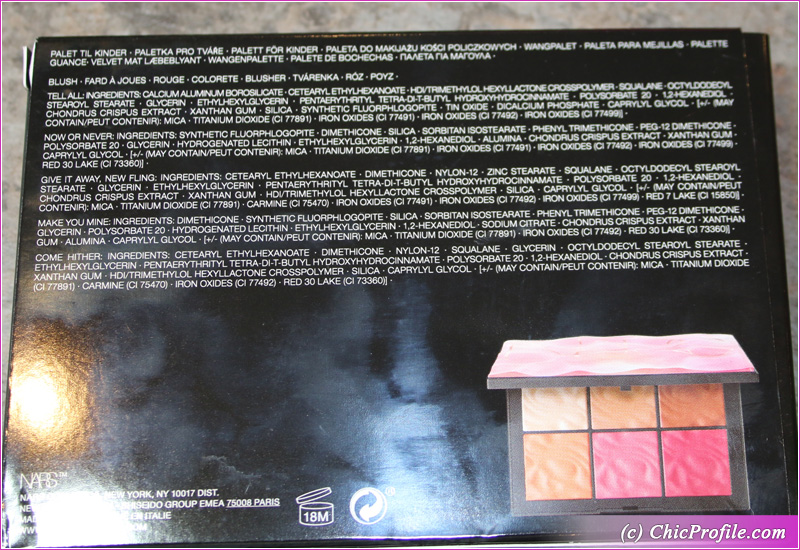 PALET TIL KINDER · PALETKA PRO TVÁŘE · PALETT FÖR KINDER · PALETA DO MAKIJAŻU KOŚCI POLICZKOWYCH · WANGPALET · PALETA PARA MEJILLAS · PALETTE
GUANCE· VELVET MAT LÆBEBLYANT · WANGENPALETTE · PALETE DE BOCHECHAS · ΠΑΛΕΤΑ ΓΙΑ ΜΑΓΟΥΛΑ ·
BLUSH · FARD À JOUES · ROUGE · COLORETE · BLUSHER · TVÁRENKA · RÓZ · ΡΟΥΖ ·
TELL ALL: INGREDIENTS: CALCIUM ALUMINUM BOROSILICATE · CETEARYL ETHYLHEXANOATE · HDI/TRIMETHYLOL HEXYLLACTONE CROSSPOLYMER · SQUALANE · OCTYLDODECYL
STEAROYL STEARATE · GLYCERIN · ETHYLHEXYLGLYCERIN · PENTAERYTHRITYL TETRA-DI-T-BUTYL HYDROXYHYDROCINNAMATE · POLYSORBATE 20 · 1,2-HEXANEDIOL ·
CHONDRUS CRISPUS EXTRACT · XANTHAN GUM · SILICA · SYNTHETIC FLUORPHLOGOPITE · TIN OXIDE · DICALCIUM PHOSPHATE · CAPRYLYL GLYCOL · [+/- (MAY
CONTAIN/PEUT CONTENIR): MICA · TITANIUM DIOXIDE (CI 77891) · IRON OXIDES (CI 77491) · IRON OXIDES (CI 77492) · IRON OXIDES (CI 77499)] ·
NOW OR NEVER: INGREDIENTS: SYNTHETIC FLUORPHLOGOPITE · DIMETHICONE · SILICA · SORBITAN ISOSTEARATE · PHENYL TRIMETHICONE · PEG-12 DIMETHICONE ·
POLYSORBATE 20 · GLYCERIN · HYDROGENATED LECITHIN · ETHYLHEXYLGLYCERIN · 1,2-HEXANEDIOL · ALUMINA · CHONDRUS CRISPUS EXTRACT · XANTHAN GUM ·
CAPRYLYL GLYCOL · [+/- (MAY CONTAIN/PEUT CONTENIR): MICA · TITANIUM DIOXIDE (CI 77891) · IRON OXIDES (CI 77491) · IRON OXIDES (CI 77492) · IRON OXIDES (CI 77499) ·
RED 30 LAKE (CI 73360)] ·
GIVE IT AWAY, NEW FLING: INGREDIENTS: CETEARYL ETHYLHEXANOATE · DIMETHICONE · NYLON-12 · ZINC STEARATE · SQUALANE · OCTYLDODECYL STEAROYL
STEARATE · GLYCERIN · ETHYLHEXYLGLYCERIN · PENTAERYTHRITYL TETRA-DI-T-BUTYL HYDROXYHYDROCINNAMATE · POLYSORBATE 20 · 1,2-HEXANEDIOL ·
CHONDRUS CRISPUS EXTRACT · XANTHAN GUM · HDI/TRIMETHYLOL HEXYLLACTONE CROSSPOLYMER · SILICA · CAPRYLYL GLYCOL · [+/- (MAY CONTAIN/PEUT
CONTENIR): MICA · TITANIUM DIOXIDE (CI 77891) · CARMINE (CI 75470) · IRON OXIDES (CI 77491) · IRON OXIDES (CI 77492) · IRON OXIDES (CI 77499) · RED 7 LAKE (CI 15850)] ·
MAKE YOU MINE: INGREDIENTS: DIMETHICONE · SYNTHETIC FLUORPHLOGOPITE · SILICA · SORBITAN ISOSTEARATE · PHENYL TRIMETHICONE · PEG-12 DIMETHICONE ·
GLYCERIN · POLYSORBATE 20 · HYDROGENATED LECITHIN · ETHYLHEXYLGLYCERIN · 1,2-HEXANEDIOL · SODIUM CITRATE · CHONDRUS CRISPUS EXTRACT · XANTHAN
GUM · ALUMINA · CAPRYLYL GLYCOL · [+/- (MAY CONTAIN/PEUT CONTENIR): MICA · TITANIUM DIOXIDE (CI 77891) · IRON OXIDES (CI 77492) · RED 30 LAKE (CI 73360)] ·
COME HITHER: INGREDIENTS: CETEARYL ETHYLHEXANOATE · DIMETHICONE · NYLON-12 · SQUALANE · GLYCERIN · OCTYLDODECYL STEAROYL STEARATE ·
ETHYLHEXYLGLYCERIN · PENTAERYTHRITYL TETRA-DI-T-BUTYL HYDROXYHYDROCINNAMATE · POLYSORBATE 20 · 1,2-HEXANEDIOL · CHONDRUS CRISPUS EXTRACT ·
XANTHAN GUM · HDI/TRIMETHYLOL HEXYLLACTONE CROSSPOLYMER · SILICA · CAPRYLYL GLYCOL · [+/- (MAY CONTAIN/PEUT CONTENIR): MICA · TITANIUM DIOXIDE
(CI 77891) · CARMINE (CI 75470) · IRON OXIDES (CI 77492) · RED 30 LAKE (CI 73360)] ·
NARS™
NEW YORK, NY 10017 DIST.
SHISEIDO GROUP EMEA 75008 PARIS
ITALIE
.COM
18M
(c) ChicProfile.com